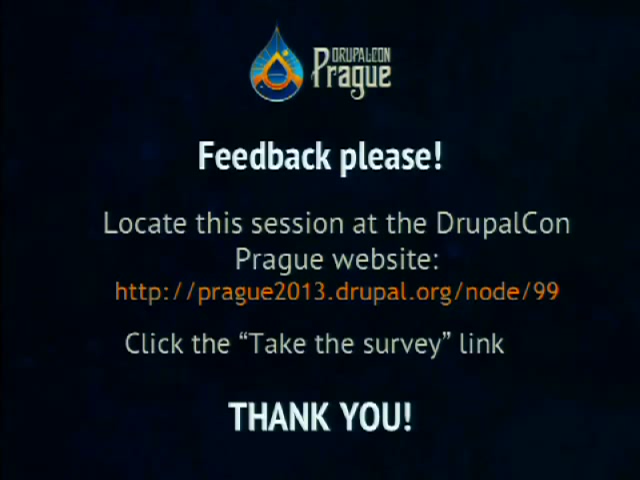 DRUPALCON
Prague
Feedback please!
Locate this session at the DrupalCon
Prague website:
http://prague2013.drupal.org/node/99
Click the “Take the survey” link
THANK YOU!